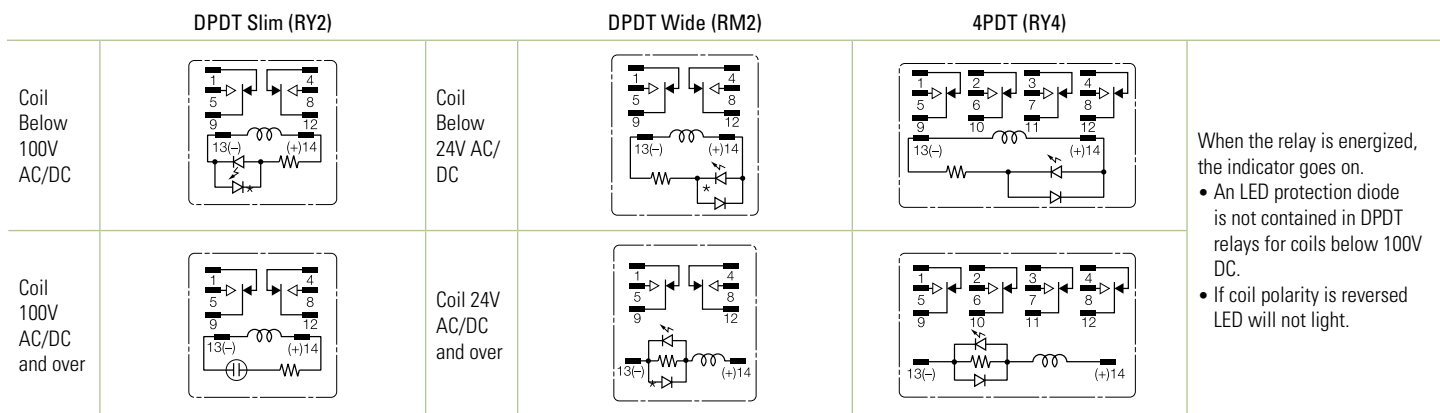 DPDT Slim (RY2)
DPDT Wide (RM2)
4PDT (RY4)
Coil
Below
100V
AC/DC
1
4
5
8
9
12
13(–)
(+)14
*
Coil
Below
24V AC/
DC
1
4
5
8
9
12
13(–)
(+)14
*
1
2
3
4
5
6
7
8
9
10
11
12
13(–)
(+)14
When the relay is energized,
the indicator goes on.
• An LED protection diode
is not contained in DPDT
relays for coils below 100V
DC.
• If coil polarity is reversed
LED will not light.
Coil
100V
AC/DC
and over
1
4
5
8
9
12
13(–)
(+)14
Coil 24V
AC/DC
and over
1
4
5
8
9
12
13(–)
(+)14
*
1
2
3
4
5
6
7
8
9
10
11
12
13(–)
(+)14